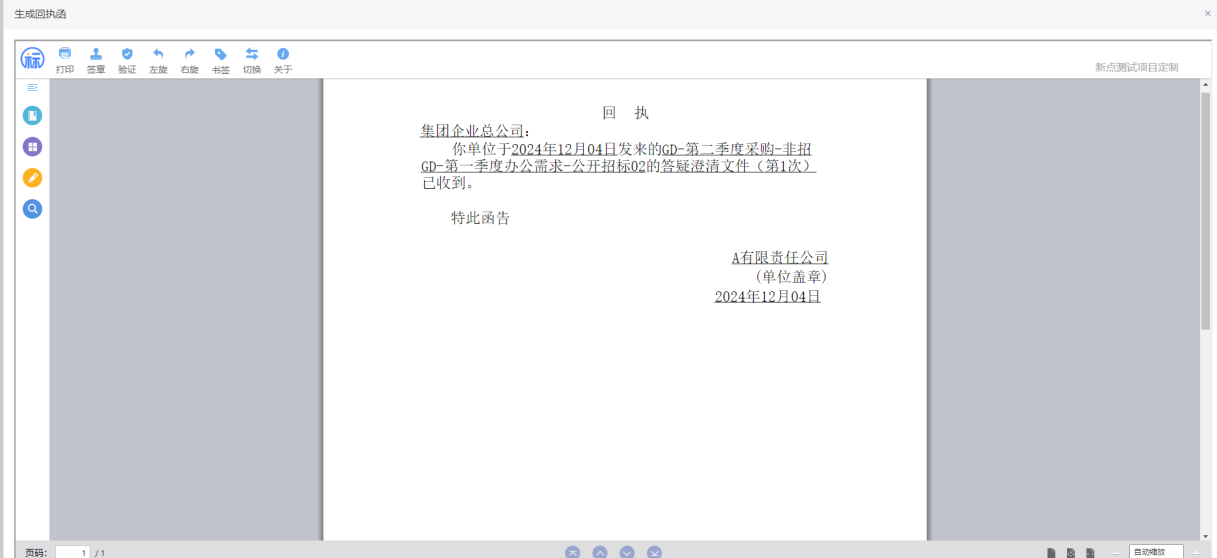 生成回执函 ×
标
打印 签章 验证 左旋 右旋 书签 切换 关于
新点测试项目定制
回 执
集团企业总公司：
你单位于2024年12月04日发来的GD-第二季度采购-非招
GD-第一季度办公需求-公开招标02的答疑澄清文件（第1次）
已收到。
特此函告
A有限责任公司
（单位盖章）
2024年12月04日
页码： 1 / 1 自动缩放